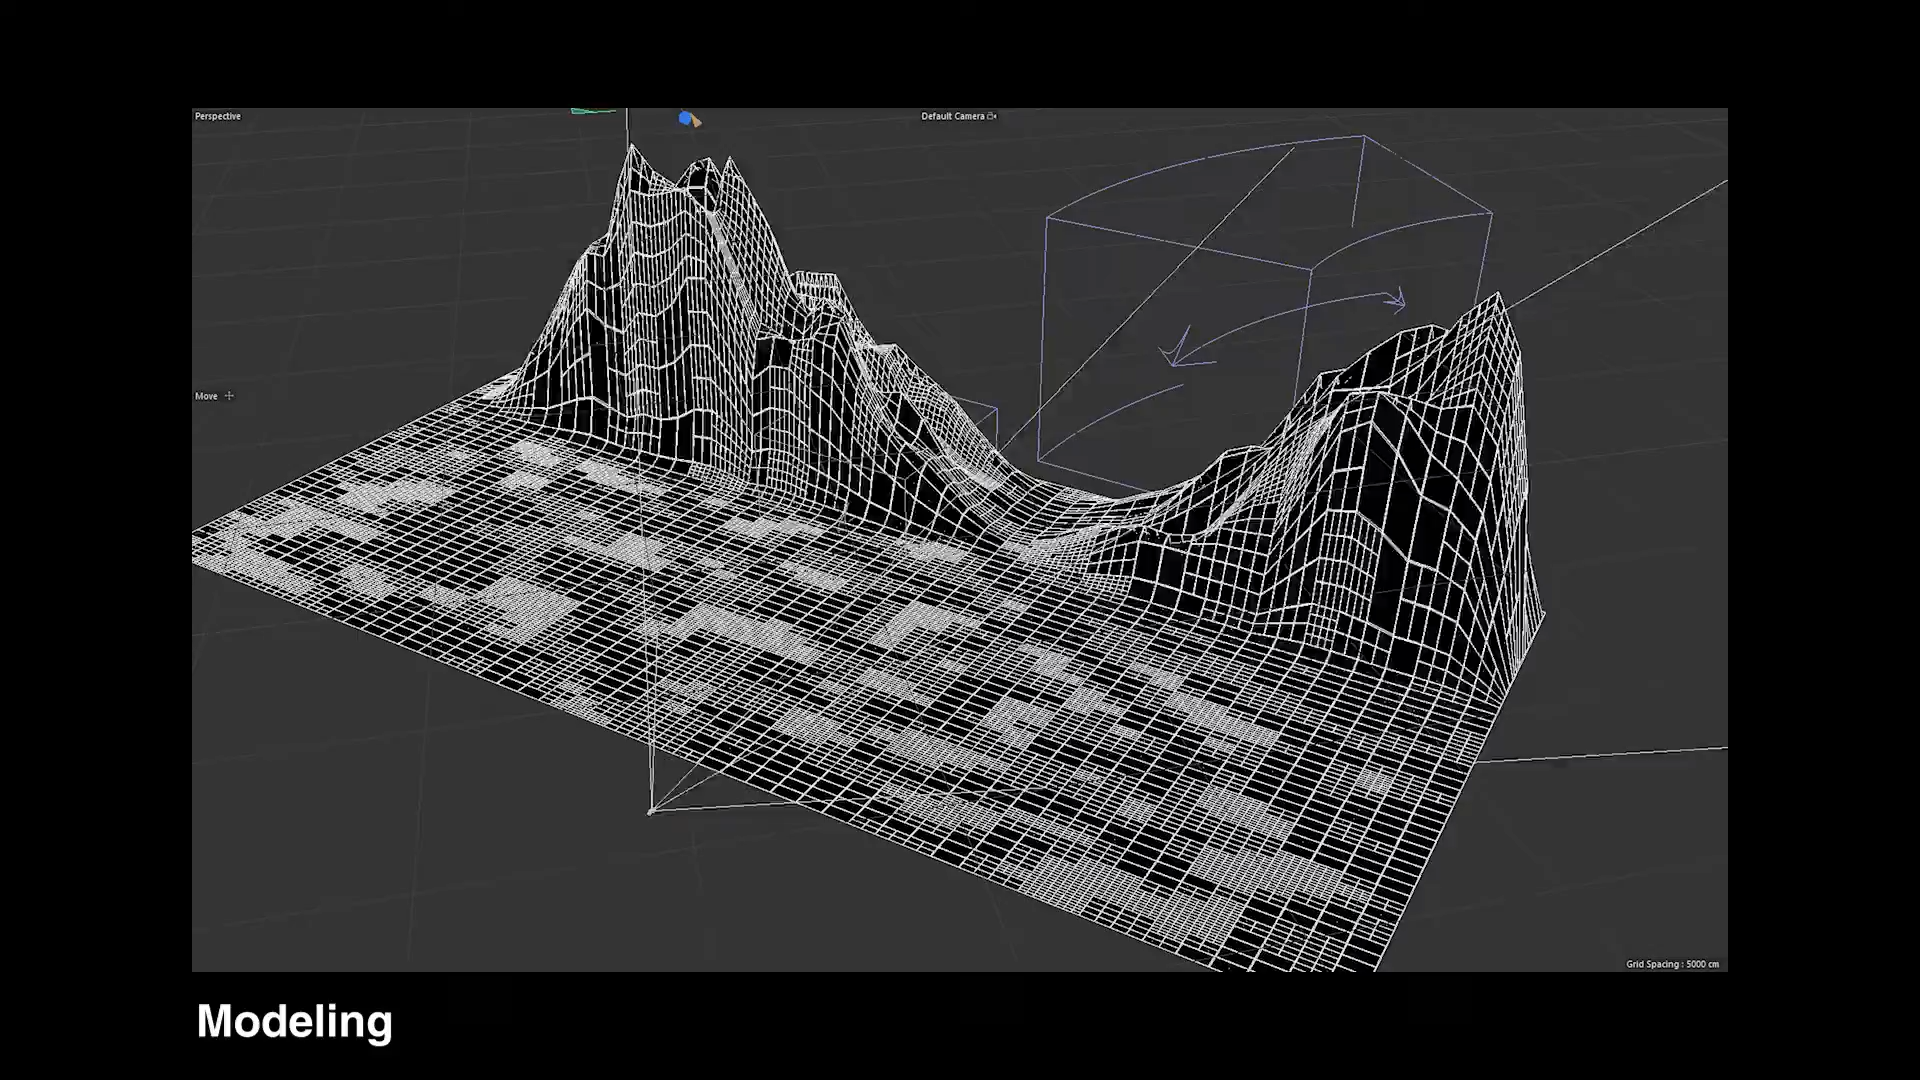 Perspective
Default Camera
Move
Grid Spacing : 5000 cm
Modeling